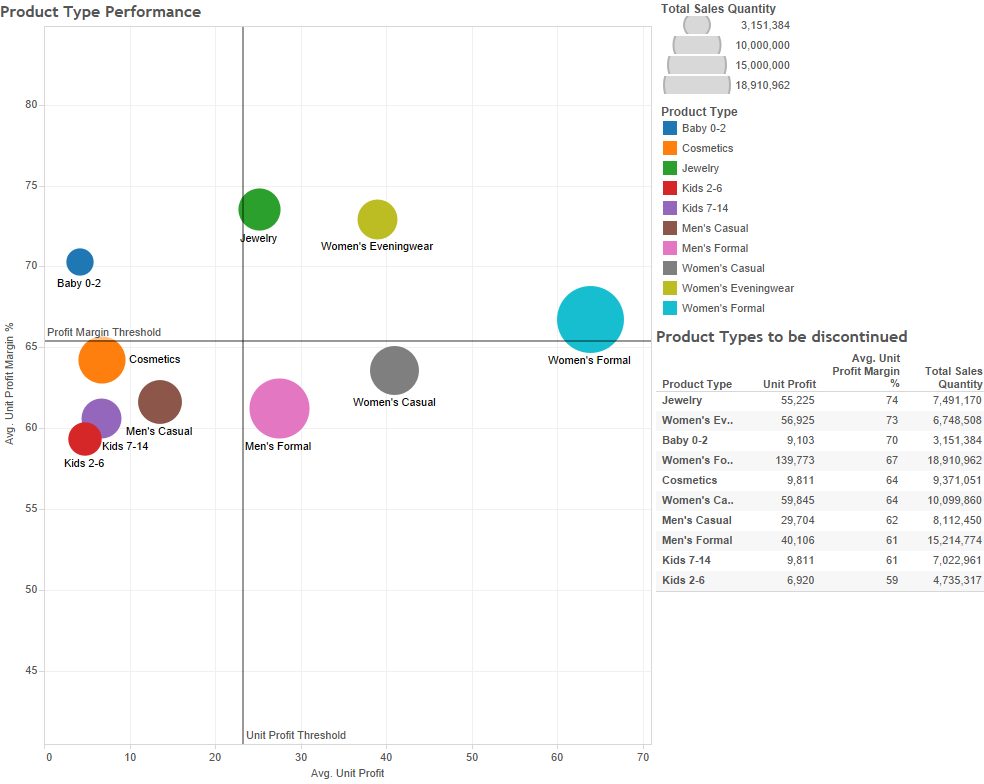 Product Type Performance
80
75
70
65
60
55
50
45
Avg. Unit Profit Margin %
Jewelry
Women's Eveningwear
Baby 0-2
Profit Margin Threshold
Cosmetics
Women's Formal
Women's Casual
Men's Casual
Kids 7-14
Men's Formal
Kids 2-6
Unit Profit Threshold
0 10 20 30 40 50 60 70
Avg. Unit Profit
Total Sales Quantity
3,151,384
10,000,000
15,000,000
18,910,962
Product Type
Baby 0-2
Cosmetics
Jewelry
Kids 2-6
Kids 7-14
Men's Casual
Men's Formal
Women's Casual
Women's Eveningwear
Women's Formal
Product Types to be discontinued
Avg. Unit
Profit Margin Total Sales
Product Type Unit Profit % Quantity
Jewelry 55,225 74 7,491,170
Women's Ev.. 56,925 73 6,748,508
Baby 0-2 9,103 70 3,151,384
Women's Fo.. 139,773 67 18,910,962
Cosmetics 9,811 64 9,371,051
Women's Ca.. 59,845 64 10,099,860
Men's Casual 29,704 62 8,112,450
Men's Formal 40,106 61 15,214,774
Kids 7-14 9,811 61 7,022,961
Kids 2-6 6,920 59 4,735,317